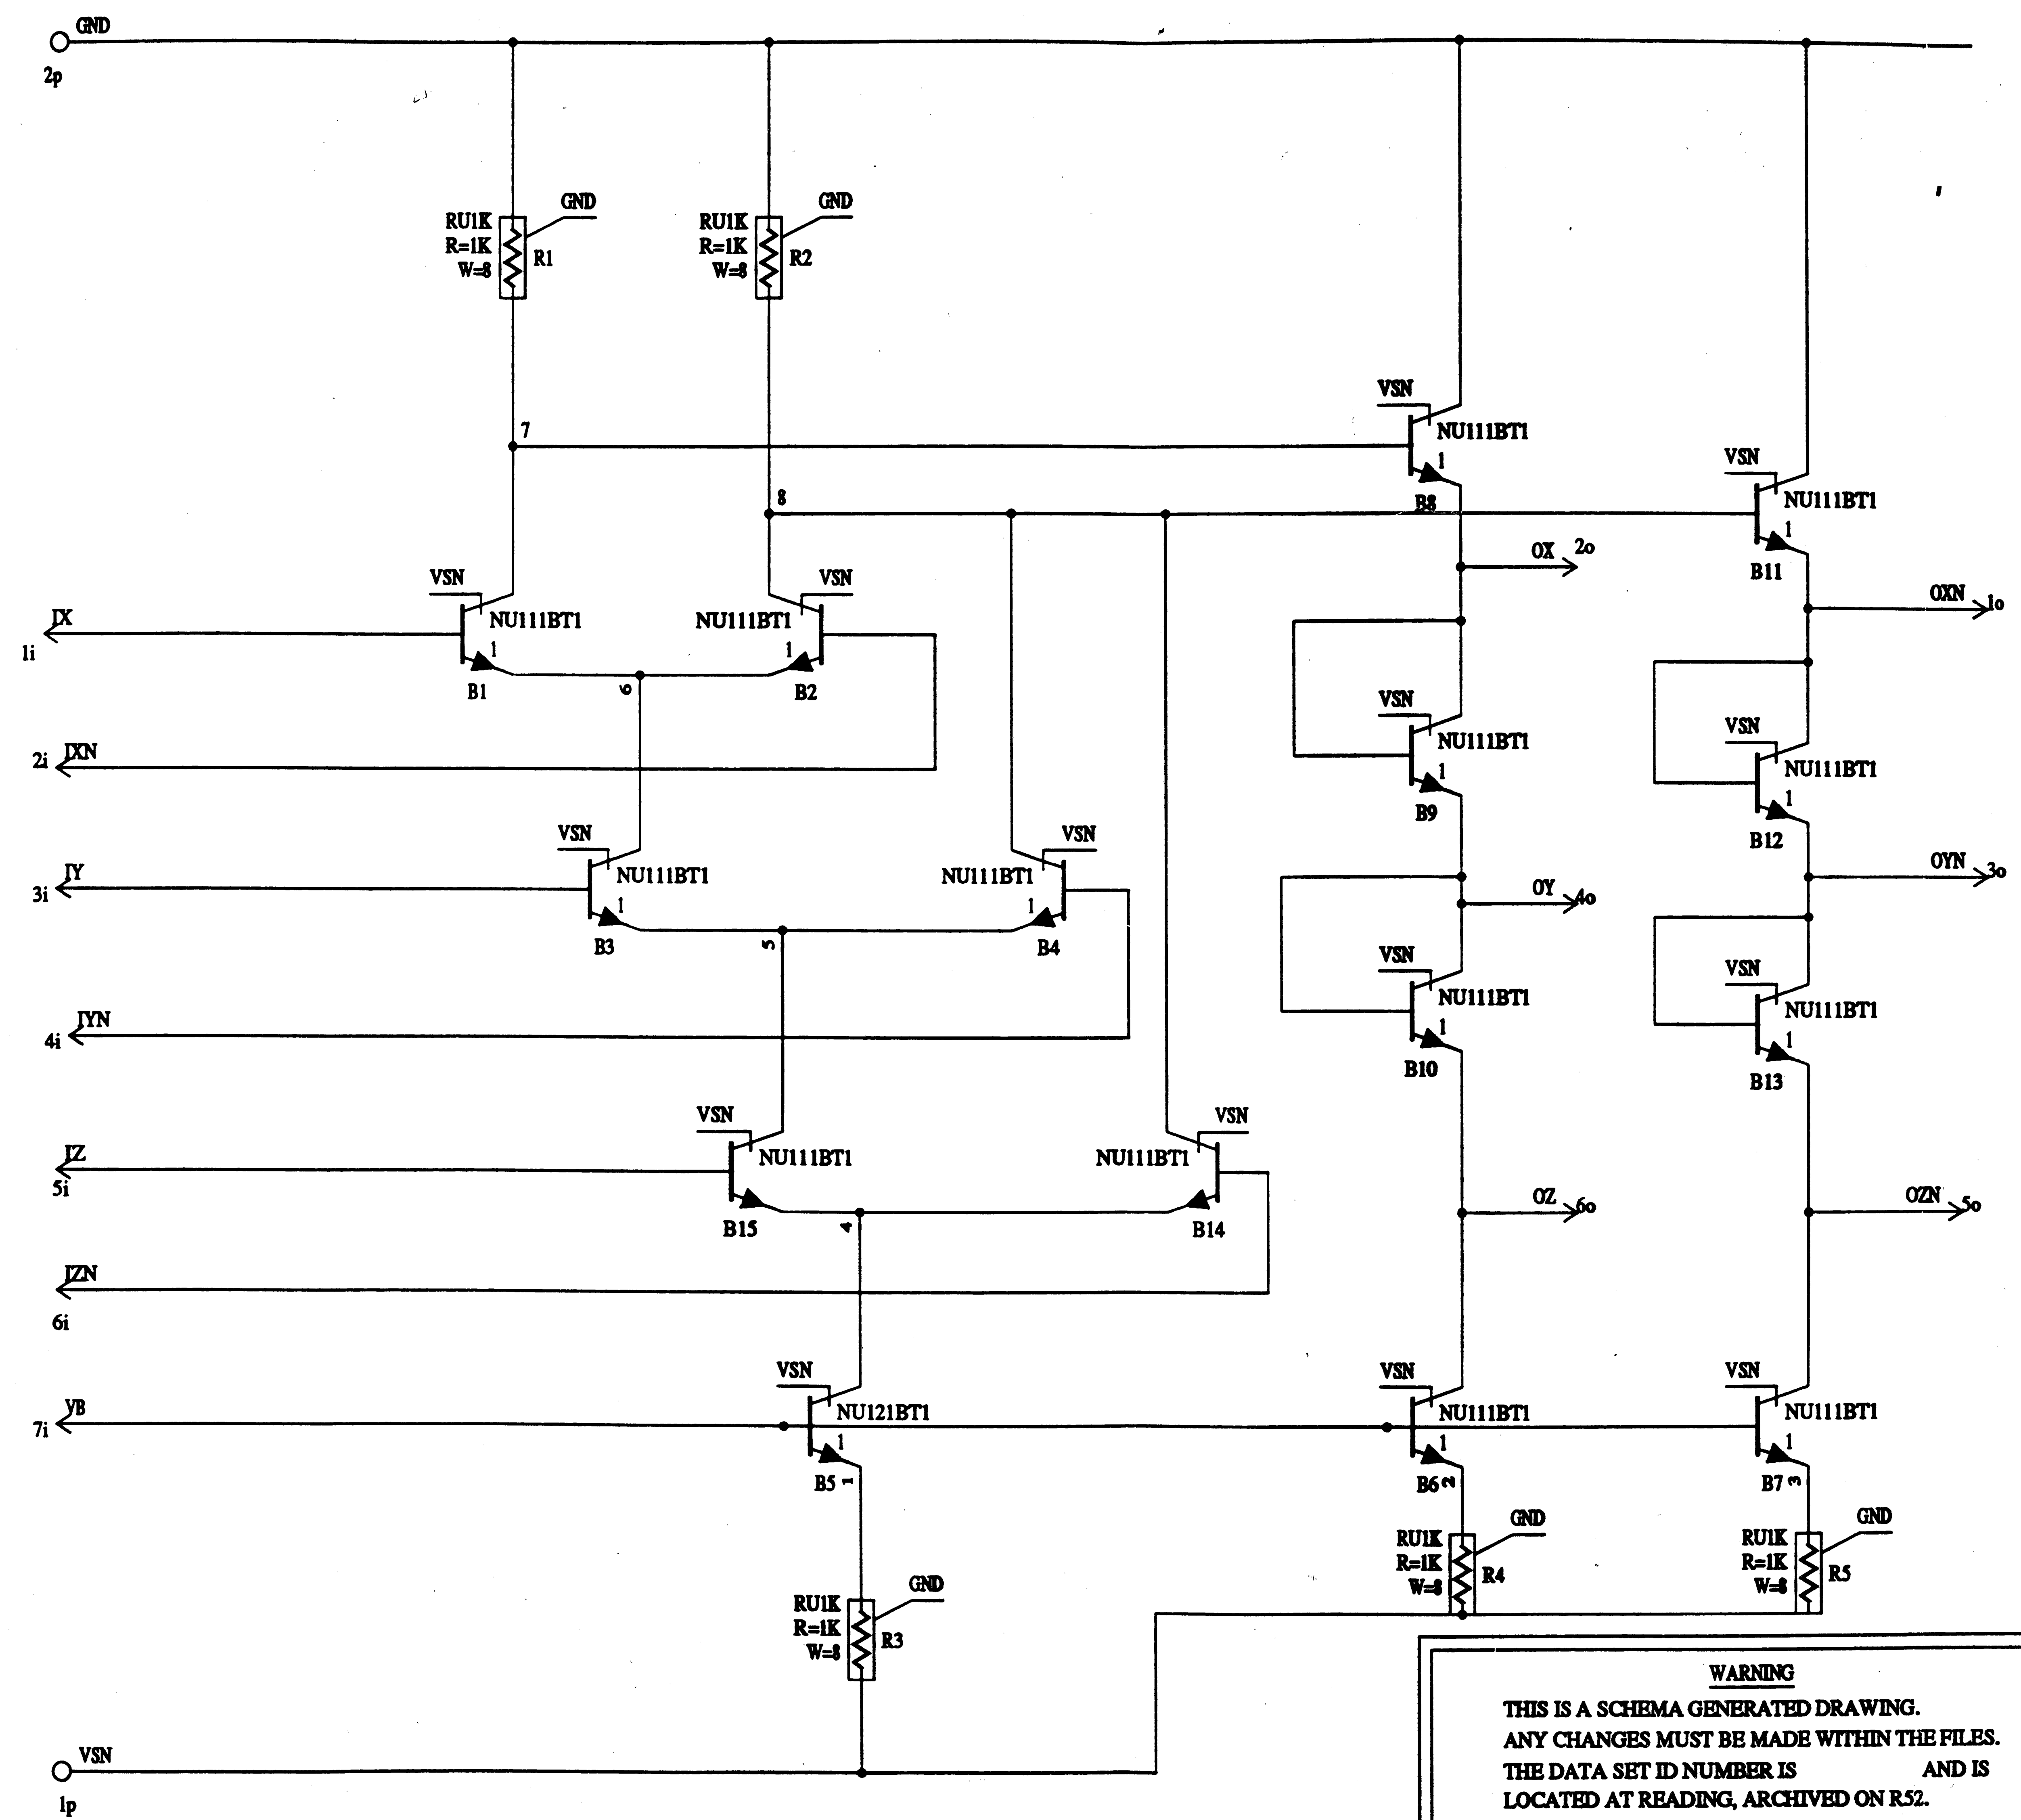 GND
2p
GND
GND
RU1K
R=1K
W=8
R1
RU1K
R=1K
W=8
R2
VSN
7
NU111BT1
1
B8
VSN
8
NU111BT1
1
B11
OX
2o
VSN
VSN
OXN
1o
IX
1i
NU111BT1
1
B1
NU111BT1
1
B2
6
VSN
NU111BT1
1
B9
VSN
NU111BT1
1
B12
2i
IXN
VSN
VSN
3i
IY
NU111BT1
1
B3
NU111BT1
1
B4
5
OY
4o
OYN
3o
VSN
NU111BT1
1
B10
VSN
NU111BT1
1
B13
4i
IYN
VSN
VSN
IZ
5i
NU111BT1
B15
NU111BT1
B14
4
OZ
6o
OZN
5o
IZN
6i
VSN
VSN
VSN
VB
7i
NU121BT1
1
B5
1
NU111BT1
1
B6
2
NU111BT1
1
B7
3
GND
GND
RU1K
R=1K
W=8
R4
RU1K
R=1K
W=8
R5
GND
RU1K
R=1K
W=8
R3
VSN
1p
WARNING
THIS IS A SCHEMA GENERATED DRAWING.
ANY CHANGES MUST BE MADE WITHIN THE FILES.
THE DATA SET ID NUMBER IS AND IS
LOCATED AT READING, ARCHIVED ON R52.